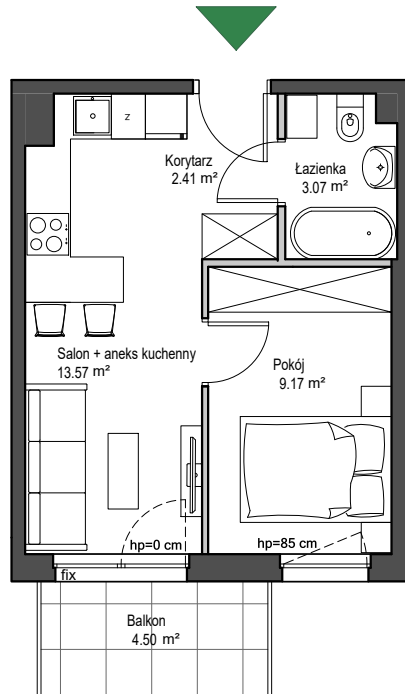 z
Korytarz
2.41 m²
Łazienka
3.07 m²
Salon + aneks kuchenny
13.57 m²
Pokój
9.17 m²
hp=0 cm
hp=85 cm
fix
Balkon
4.50 m²